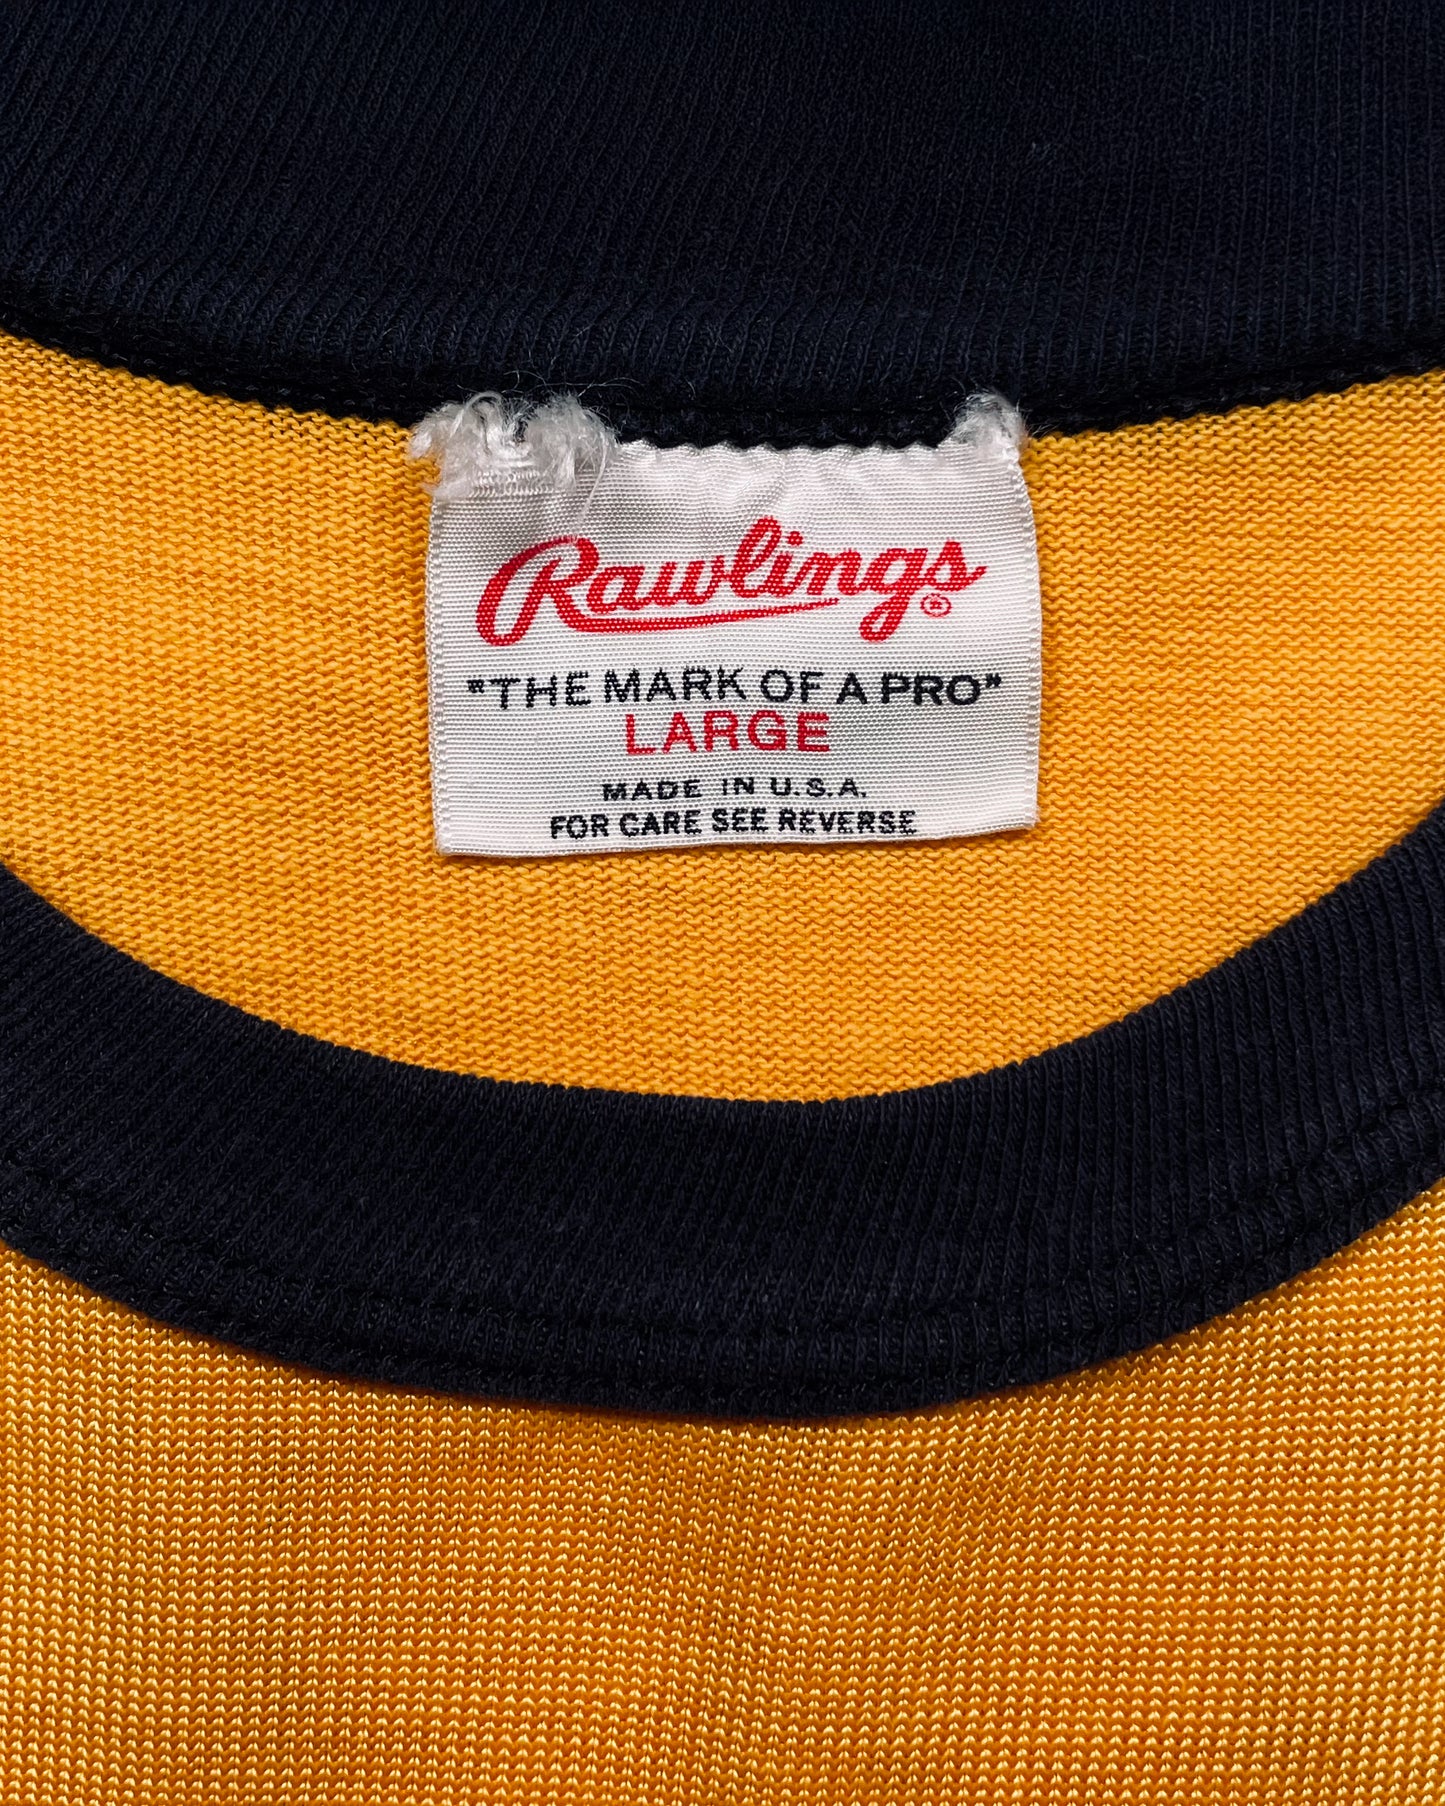 Rawlings®
"THE MARK OF A PRO"
LARGE
MADE IN U.S.A.
FOR CARE SEE REVERSE